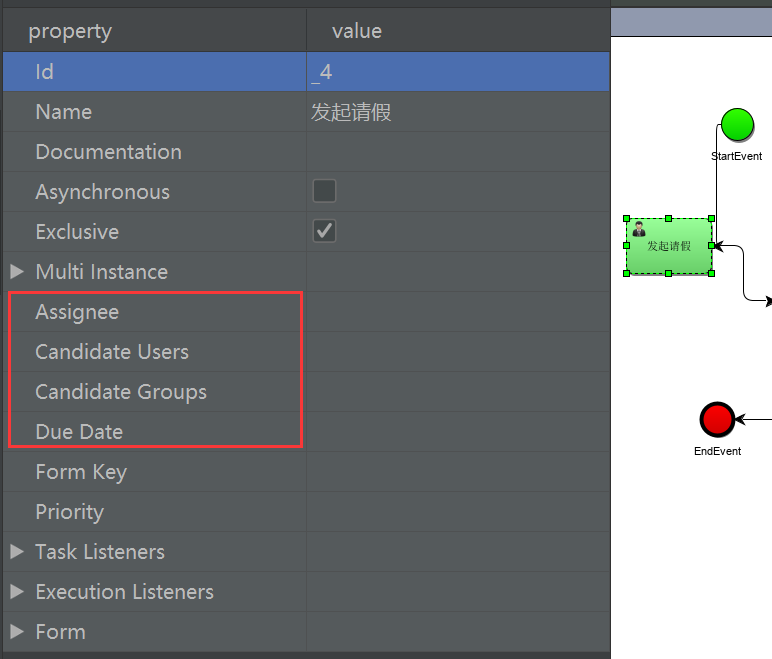 property value
Id _4
Name 发起请假
Documentation
Asynchronous
Exclusive
Multi Instance
Assignee
Candidate Users
Candidate Groups
Due Date
Form Key
Priority
Task Listeners
Execution Listeners
Form
StartEvent
发起请假
EndEvent